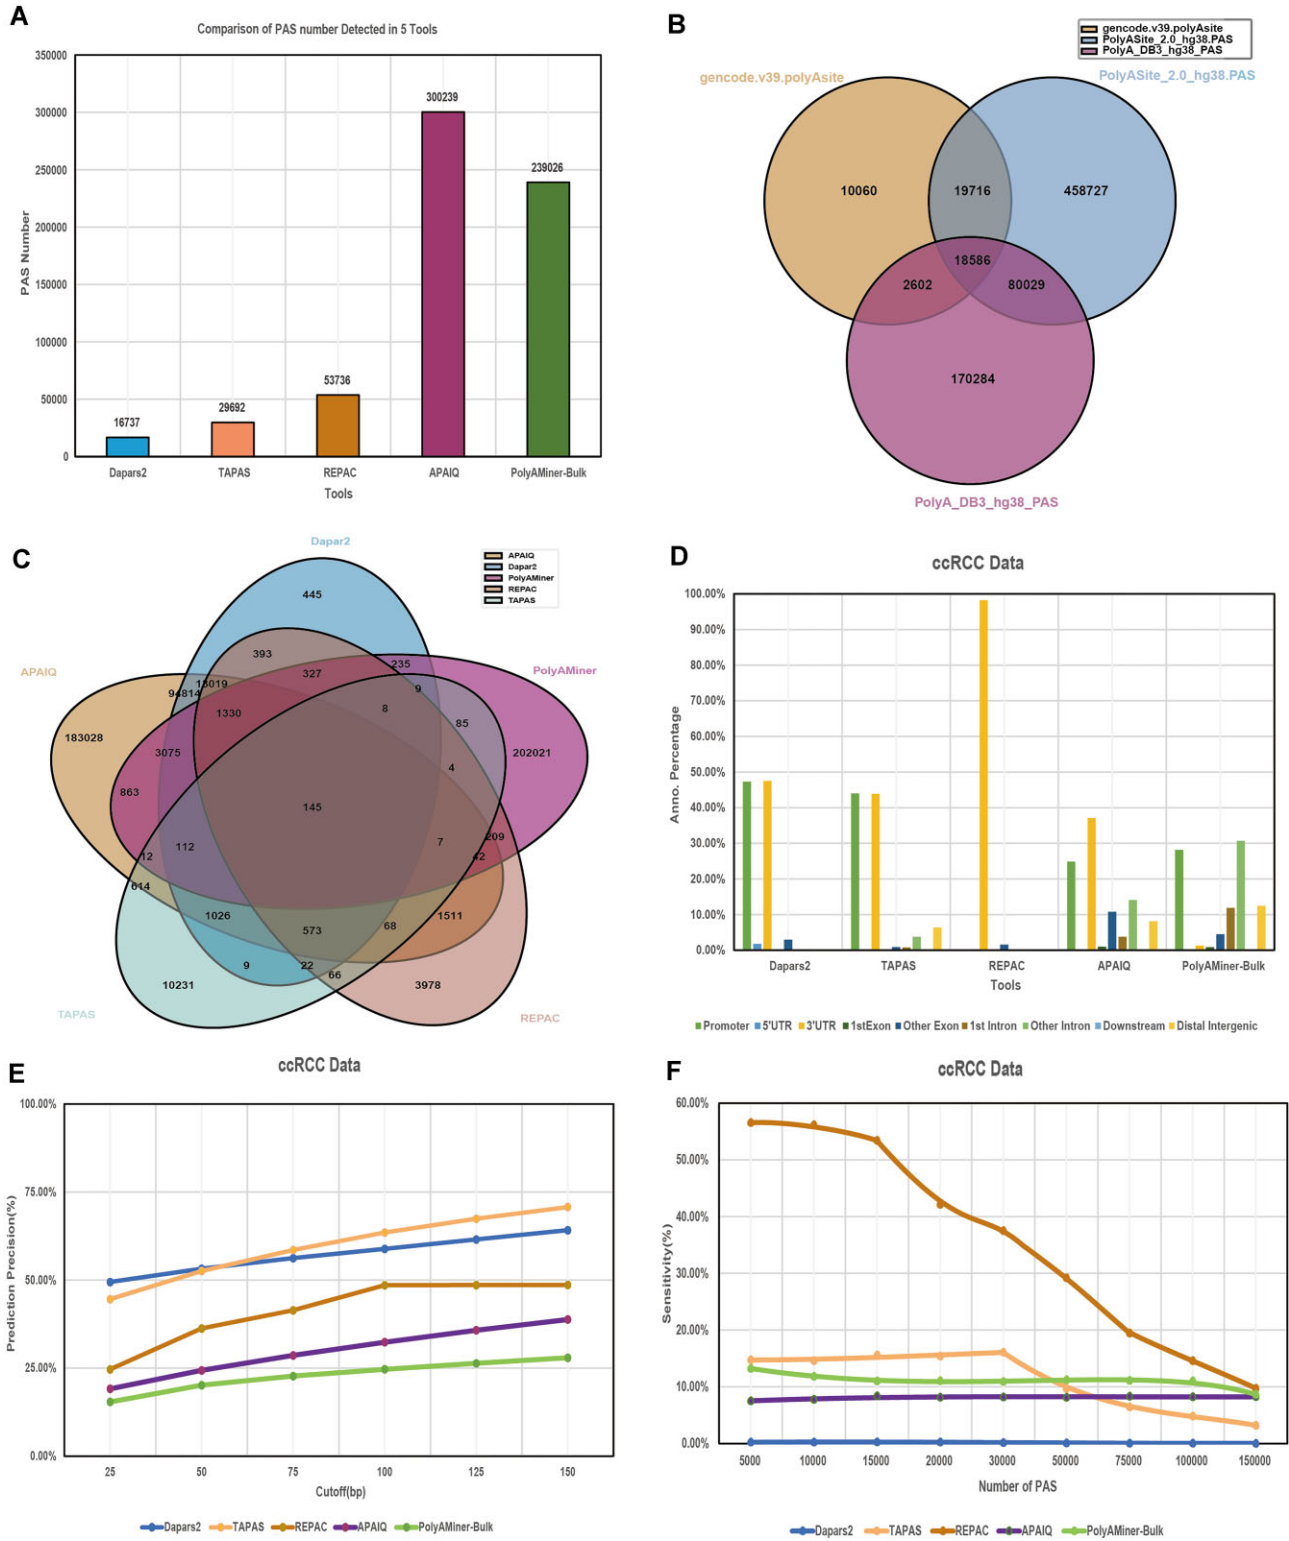 A
Comparison of PAS number Detected in 5 Tools
350000
300000
250000
200000
150000
100000
50000
0
PAS Number
16737
29692
53736
300239
239026
Dapars2
TAPAS
REPAC
APAIQ
PolyAMiner-Bulk
Tools
B
gencode.v39.polyAsite
PolyASite_2.0_hg38.PAS
PolyA_DB3_hg38_PAS
gencode.v39.polyAsite
PolyASite_2.0_hg38.PAS
10060
19716
458727
18586
2602
80029
170284
PolyA_DB3_hg38_PAS
C
Dapar2
APAIQ
Dapar2
PolyAMiner
REPAC
TAPAS
APAIQ
PolyAMiner
445
393
327
235
9
94814
1330
8
85
183028
3075
202021
4
863
145
209
7
42
112
12
614
1026
573
68
1511
9
22
66
10231
3978
TAPAS
REPAC
D
ccRCC Data
100.00%
90.00%
80.00%
70.00%
60.00%
50.00%
40.00%
30.00%
20.00%
10.00%
0.00%
Anno. Percentage
Dapars2
TAPAS
REPAC
APAIQ
PolyAMiner-Bulk
Tools
Promoter 5'UTR 3'UTR 1stExon Other Exon 1st Intron Other Intron Downstream Distal Intergenic
E
ccRCC Data
100.00%
75.00%
50.00%
25.00%
0.00%
Prediction Precision(%)
25
50
75
100
125
150
Cutoff(bp)
Dapars2 TAPAS REPAC APAIQ PolyAMiner-Bulk
F
ccRCC Data
60.00%
50.00%
40.00%
30.00%
20.00%
10.00%
0.00%
Sensitivity(%)
5000
10000
15000
20000
30000
50000
75000
100000
150000
Number of PAS
Dapars2 TAPAS REPAC APAIQ PolyAMiner-Bulk